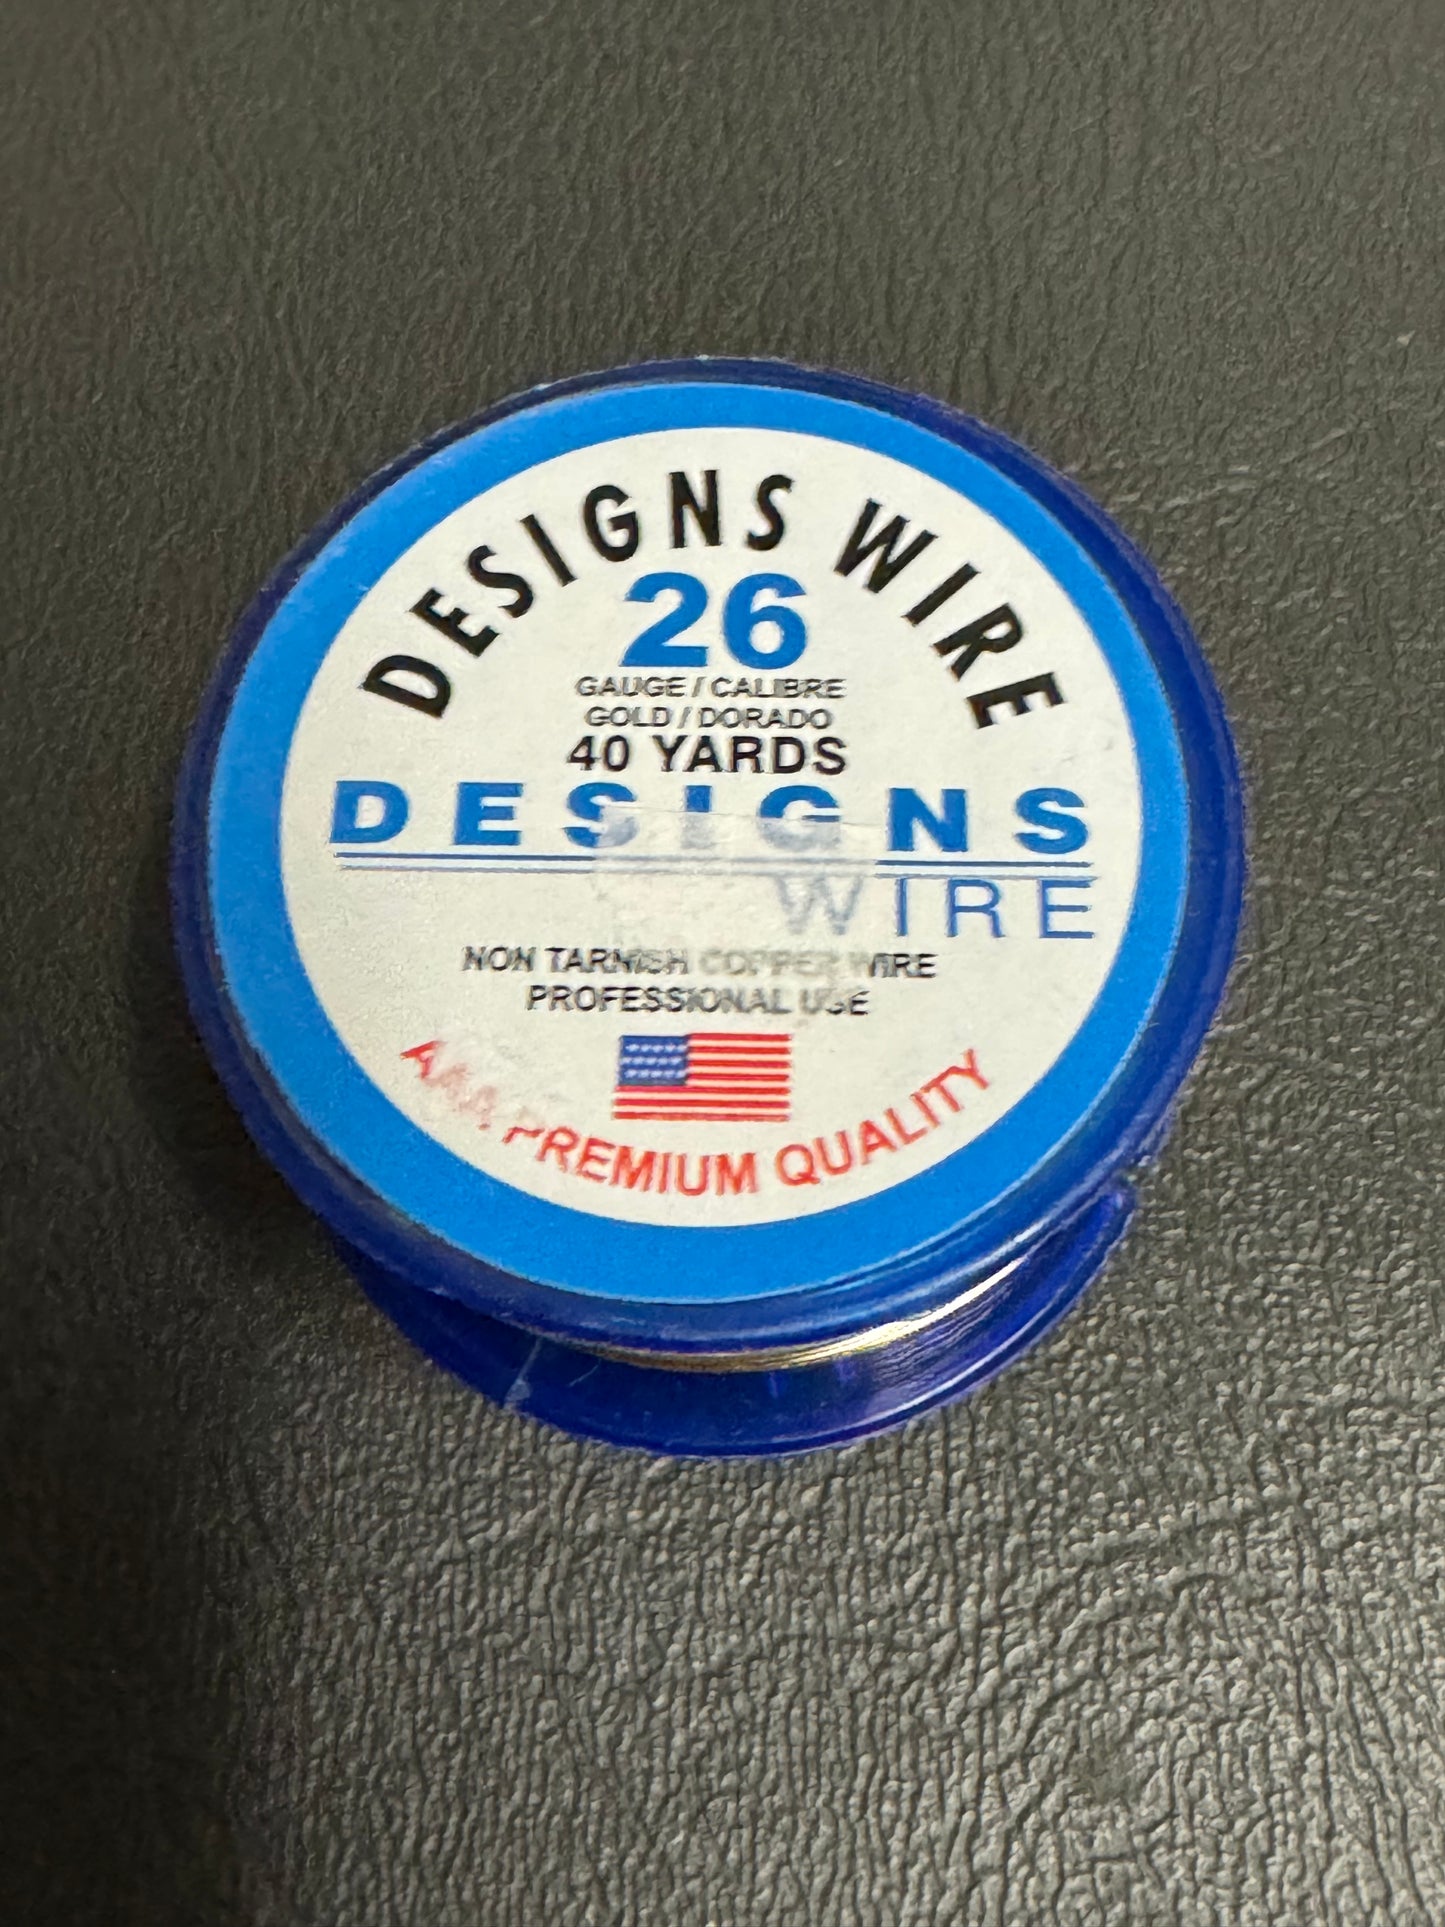 DESIGNS WIRE
26
GAUGE / CALIBRE
GOLD / DORADO
40 YARDS
DESIGNS
WIRE
NON TARNISH COPPER WIRE
PROFESSIONAL USE
AAA PREMIUM QUALITY